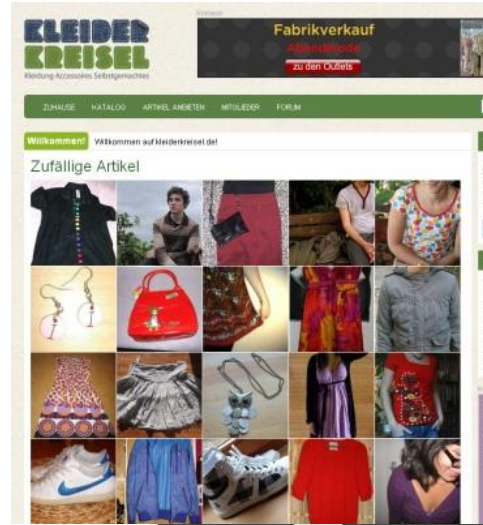 KLEIDER
KREISEL
Kleidung Accessoires Selbstgemachtes
Fabrikverkauf
Abendmode
zu den Outlets
ZUHAUSE KATALOG ARTIKEL ANBIETEN MITGLIEDER FORUM
Willkommen! Willkommen auf kleiderkreisel.de!
Zufällige Artikel